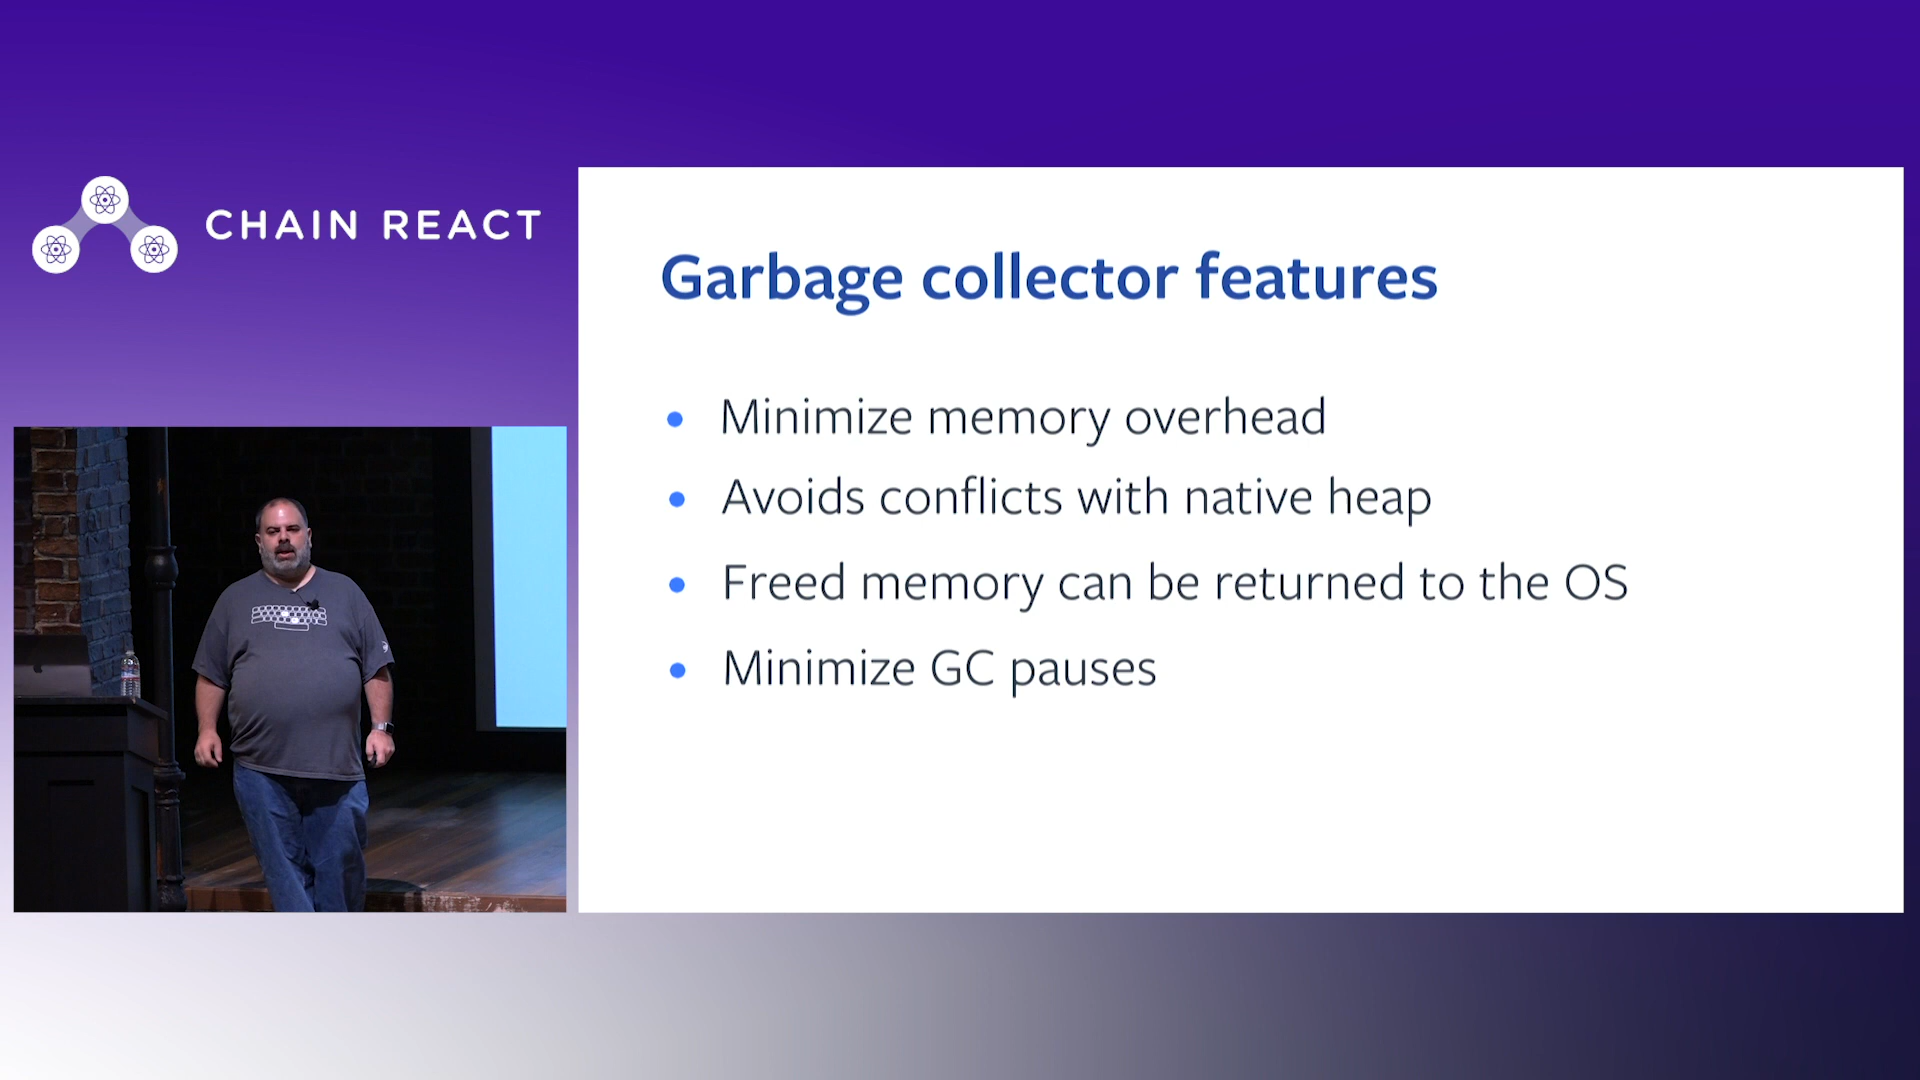 CHAIN REACT
Garbage collector features
• Minimize memory overhead
• Avoids conflicts with native heap
• Freed memory can be returned to the OS
• Minimize GC pauses